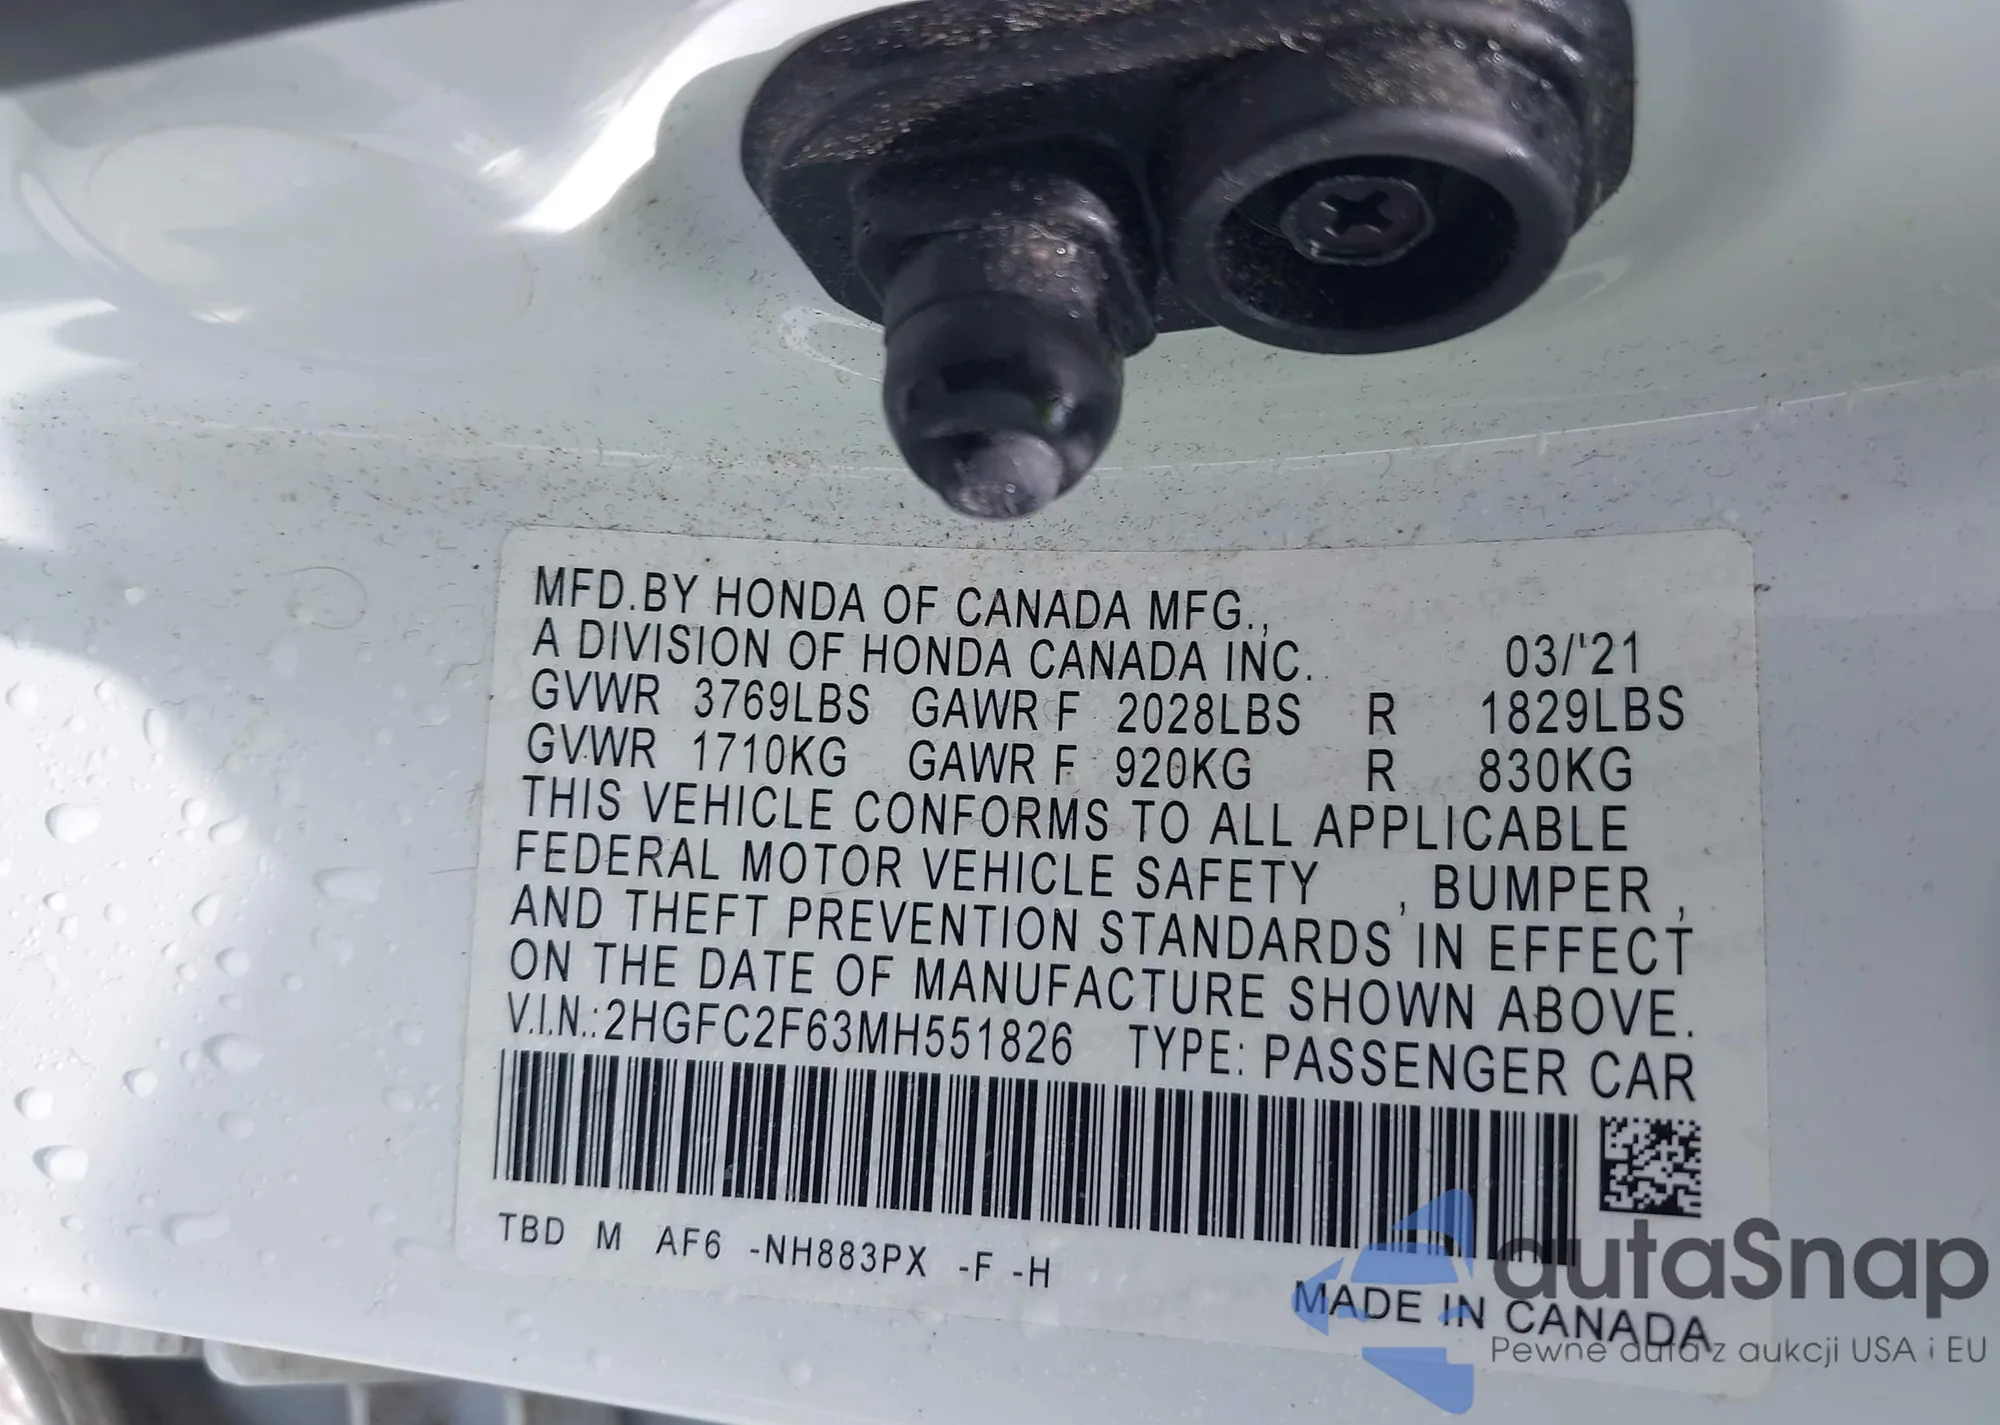 MFD.BY HONDA OF CANADA MFG.,
A DIVISION OF HONDA CANADA INC. 03/'21
GVWR 3769LBS GAWR F 2028LBS R 1829LBS
GVWR 1710KG GAWR F 920KG R 830KG
THIS VEHICLE CONFORMS TO ALL APPLICABLE
FEDERAL MOTOR VEHICLE SAFETY , BUMPER ,
AND THEFT PREVENTION STANDARDS IN EFFECT
ON THE DATE OF MANUFACTURE SHOWN ABOVE.
V.I.N.:2HGFC2F63MH551826 TYPE: PASSENGER CAR
TBD M AF6 -NH883PX -F -H
MADE IN CANADA
autaSnap
Pewne auta z aukcji USA i EU